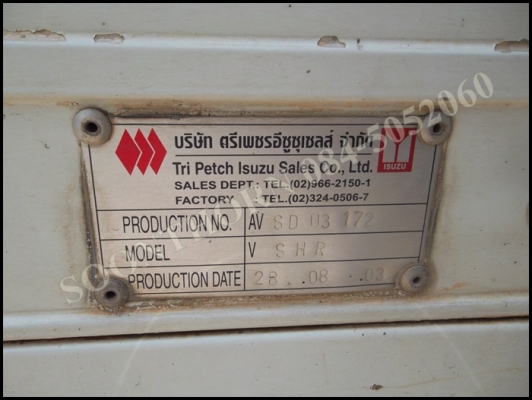 บริษัท ตรีเพชรอีซูซุเซลส์ จำกัด
Tri Petch Isuzu Sales Co., Ltd.
ISUZU
SALES DEPT : TEL.(02)966-2150-1
FACTORY : TEL.(02)324-0506-7
PRODUCTION NO. AV SD 03 172
MODEL V SHR
PRODUCTION DATE 28 . 08 . 03
084-5052060